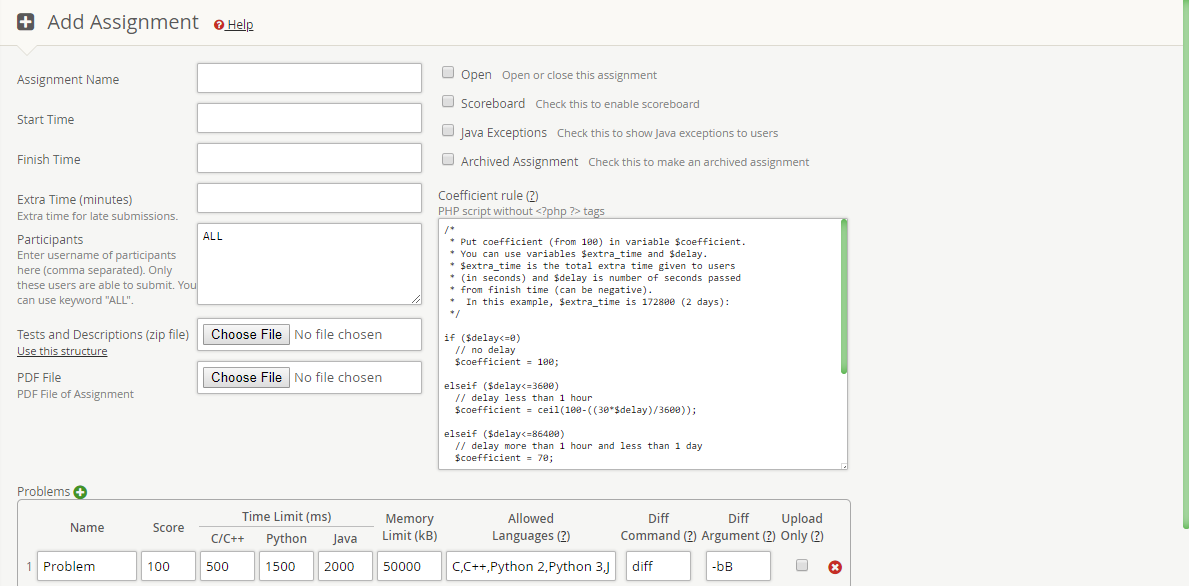 Add Assignment
Help
Assignment Name
Start Time
Finish Time
Extra Time (minutes)
Extra time for late submissions.
Participants
Enter username of participants
here (comma separated). Only
these users are able to submit. You
can use keyword "ALL".
ALL
Tests and Descriptions (zip file)
Use this structure
Choose File No file chosen
PDF File
PDF File of Assignment
Choose File No file chosen
Open Open or close this assignment
Scoreboard Check this to enable scoreboard
Java Exceptions Check this to show Java exceptions to users
Archived Assignment Check this to make an archived assignment
Coefficient rule (?)
PHP script without <?php ?> tags
/*
* Put coefficient (from 100) in variable $coefficient.
* You can use variables $extra_time and $delay.
* $extra_time is the total extra time given to users
* (in seconds) and $delay is number of seconds passed
* from finish time (can be negative).
* In this example, $extra_time is 172800 (2 days):
*/
if ($delay<=0)
// no delay
$coefficient = 100;
elseif ($delay<=3600)
// delay less than 1 hour
$coefficient = ceil(100-((30*$delay)/3600));
elseif ($delay<=86400)
// delay more than 1 hour and less than 1 day
$coefficient = 70;
Problems
Name
Score
Time Limit (ms)
C/C++ Python Java
Memory
Limit (kB)
Allowed
Languages (?)
Diff
Command (?)
Diff
Argument (?)
Upload
Only (?)
1 Problem 100 500 1500 2000 50000 C,C++,Python 2,Python 3,J diff -bB